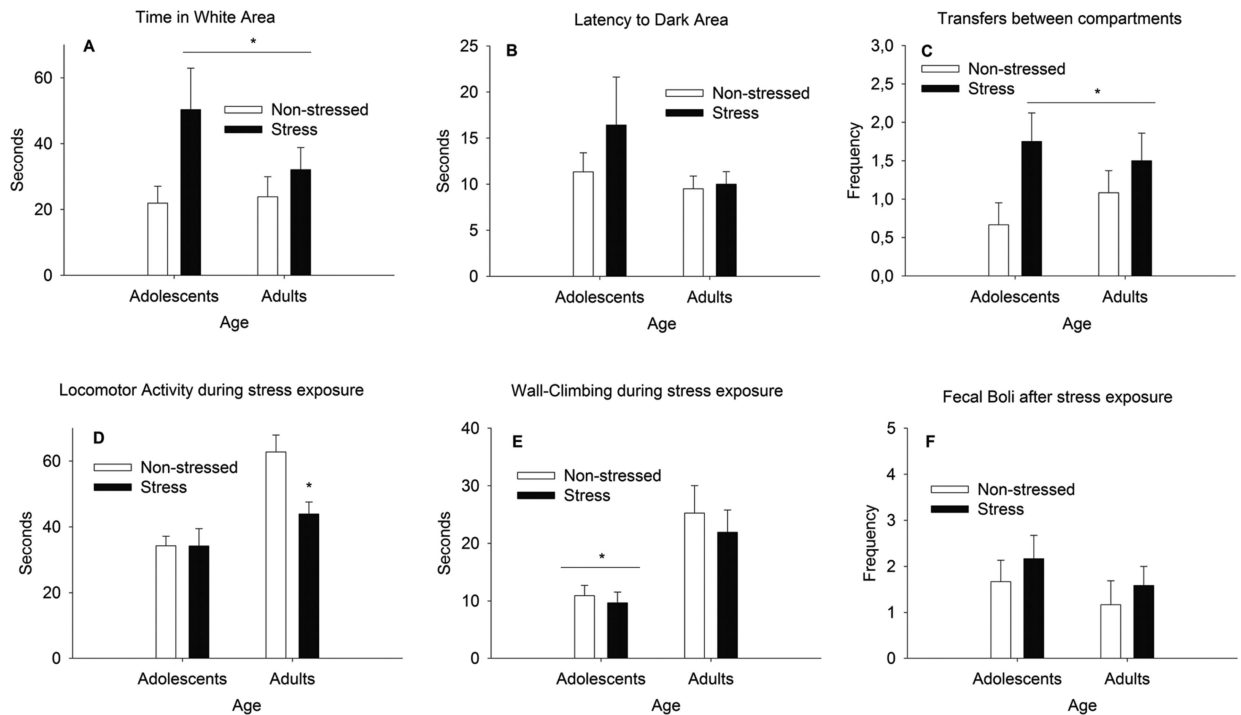 Time in White Area
A
*
60
40
20
0
Seconds
Non-stressed
Stress
Adolescents
Adults
Age
Latency to Dark Area
B
25
20
15
10
5
0
Seconds
Non-stressed
Stress
Adolescents
Adults
Age
Transfers between compartments
C
*
3,0
2,5
2,0
1,5
1,0
0,5
0,0
Frequency
Non-stressed
Stress
Adolescents
Adults
Age
Locomotor Activity during stress exposure
D
*
60
40
20
0
Seconds
Non-stressed
Stress
Adolescents
Adults
Age
Wall-Climbing during stress exposure
E
*
40
30
20
10
0
Seconds
Non-stressed
Stress
Adolescents
Adults
Age
Fecal Boli after stress exposure
F
5
4
3
2
1
0
Frequency
Non-stressed
Stress
Adolescents
Adults
Age